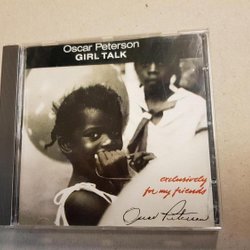 Oscar Peterson
GIRL TALK
exclusively
for my friends
Oscar Peterson